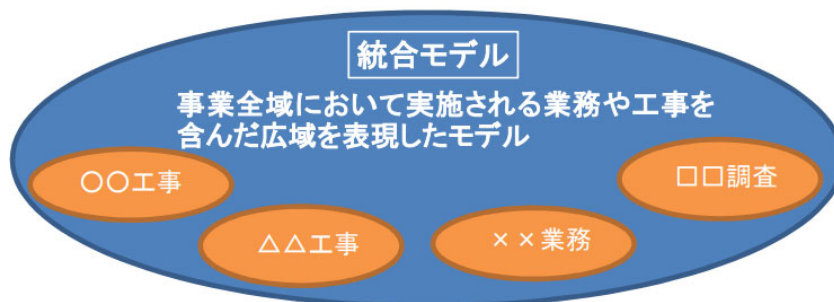 統合モデル
事業全域において実施される業務や工事を
含んだ広域を表現したモデル
〇〇工事
□□調査
△△工事
××業務